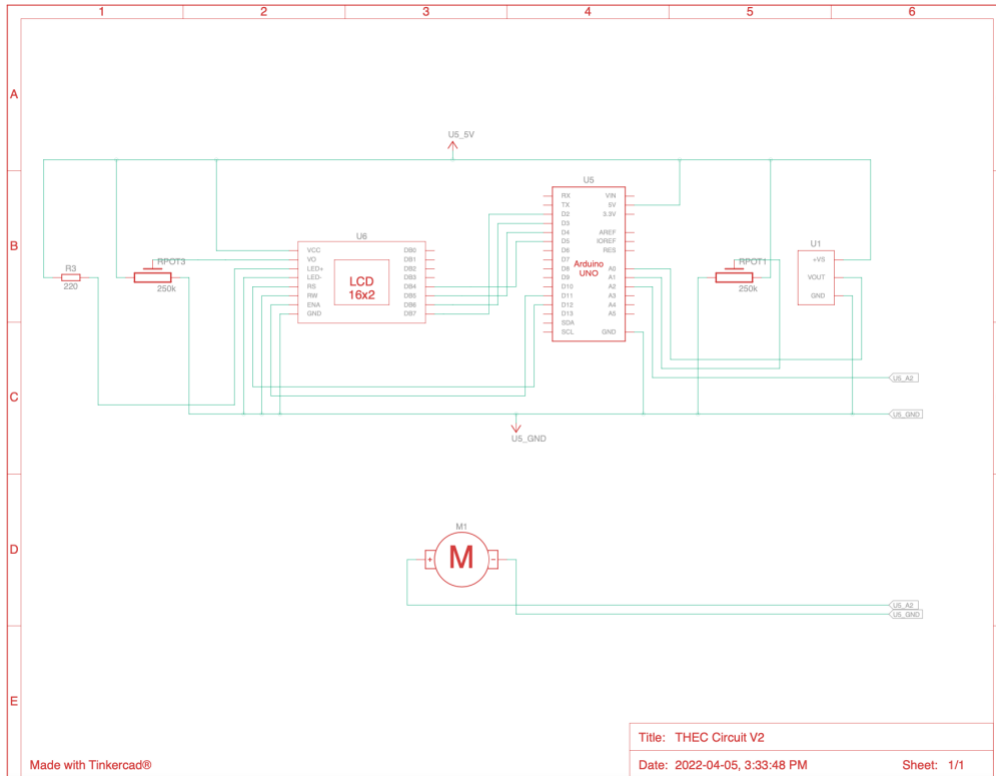 1 2 3 4 5 6
A
B
C
D
E
U5_5V
U5
RX
TX
D2
D3
D4
D5
D6
D7
D8
D9
D10
D11
D12
D13
SDA
SCL
VIN
5V
3.3V
AREF
IOREF
RES
A0
A1
A2
A3
A4
A5
GND
Arduino
UNO
U6
VCC
VO
LED+
LED-
RS
RW
ENA
GND
DB0
DB1
DB2
DB3
DB4
DB5
DB6
DB7
LCD
16x2
R3
220
RPOT3
250k
RPOT1
250k
U1
+VS
VOUT
GND
U5_A2
U5_GND
U5_GND
M1
+ M -
U5_A2
U5_GND
Title: THEC Circuit V2
Made with Tinkercad®
Date: 2022-04-05, 3:33:48 PM Sheet: 1/1